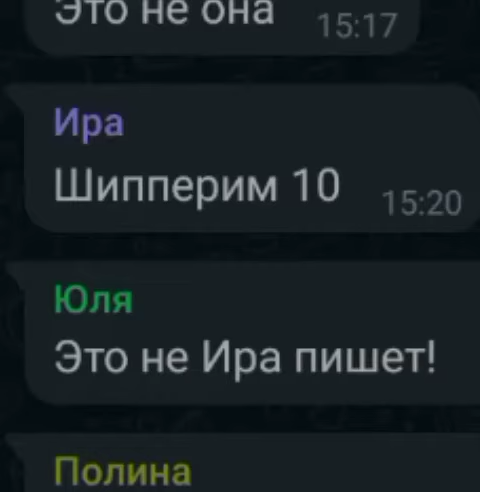 Это не она
15:17
Ира
Шипперим 10
15:20
Юля
Это не Ира пишет!
Полина